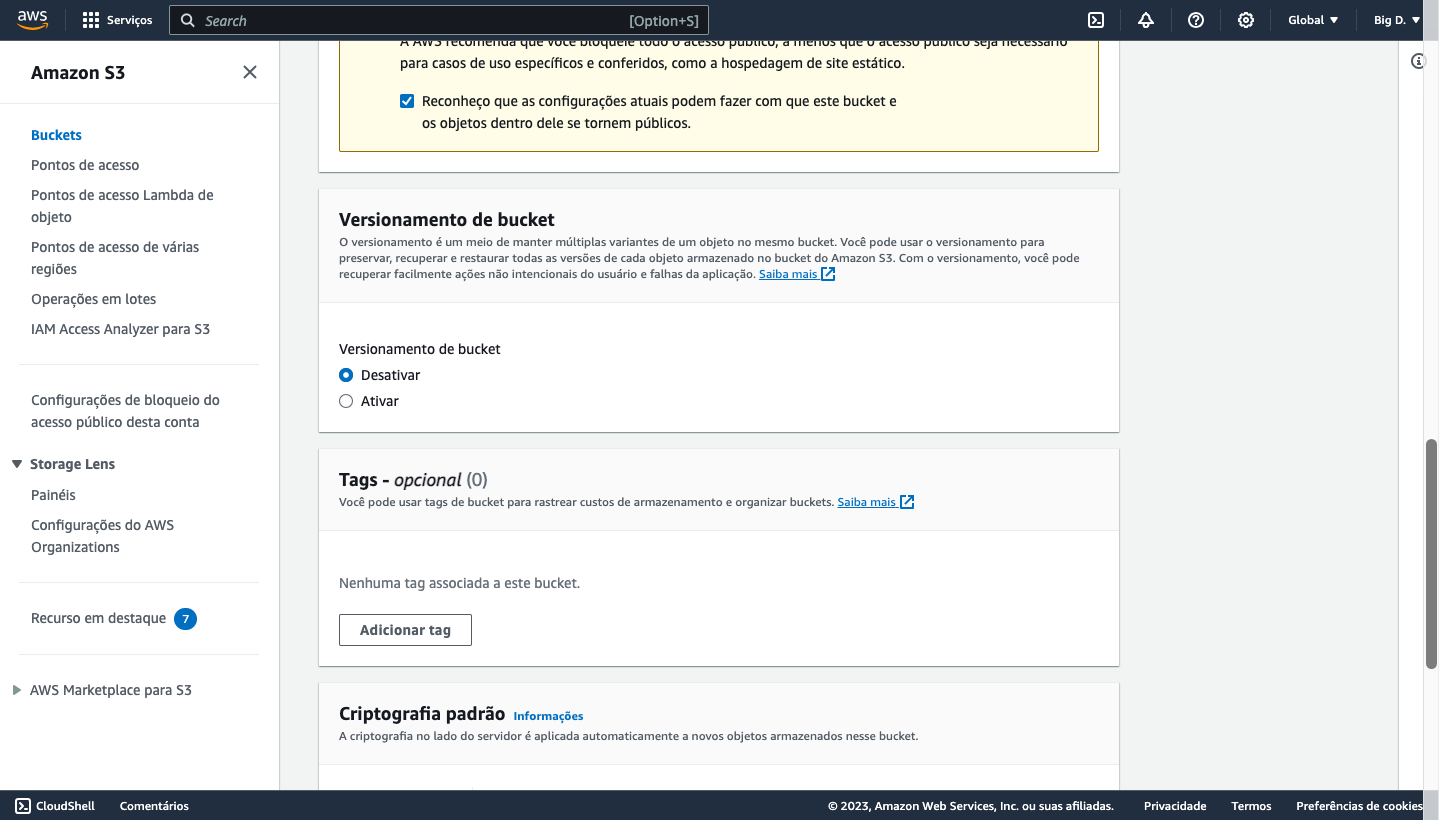 aws
Serviços
Search
[Option+S]
Global
Big D.
Amazon S3
Buckets
Pontos de acesso
Pontos de acesso Lambda de
objeto
Pontos de acesso de várias
regiões
Operações em lotes
IAM Access Analyzer para S3
Configurações de bloqueio do
acesso público desta conta
Storage Lens
Painéis
Configurações do AWS
Organizations
Recurso em destaque 7
AWS Marketplace para S3
A AWS recomenda que você bloqueie todo o acesso público, a menos que o acesso público seja necessário
para casos de uso específicos e conferidos, como a hospedagem de site estático.
Reconheço que as configurações atuais podem fazer com que este bucket e
os objetos dentro dele se tornem públicos.
Versionamento de bucket
O versionamento é um meio de manter múltiplas variantes de um objeto no mesmo bucket. Você pode usar o versionamento para
preservar, recuperar e restaurar todas as versões de cada objeto armazenado no bucket do Amazon S3. Com o versionamento, você pode
recuperar facilmente ações não intencionais do usuário e falhas da aplicação. Saiba mais
Versionamento de bucket
Desativar
Ativar
Tags - opcional (0)
Você pode usar tags de bucket para rastrear custos de armazenamento e organizar buckets. Saiba mais
Nenhuma tag associada a este bucket.
Adicionar tag
Criptografia padrão Informações
A criptografia no lado do servidor é aplicada automaticamente a novos objetos armazenados nesse bucket.
CloudShell
Comentários
© 2023, Amazon Web Services, Inc. ou suas afiliadas.
Privacidade
Termos
Preferências de cookies